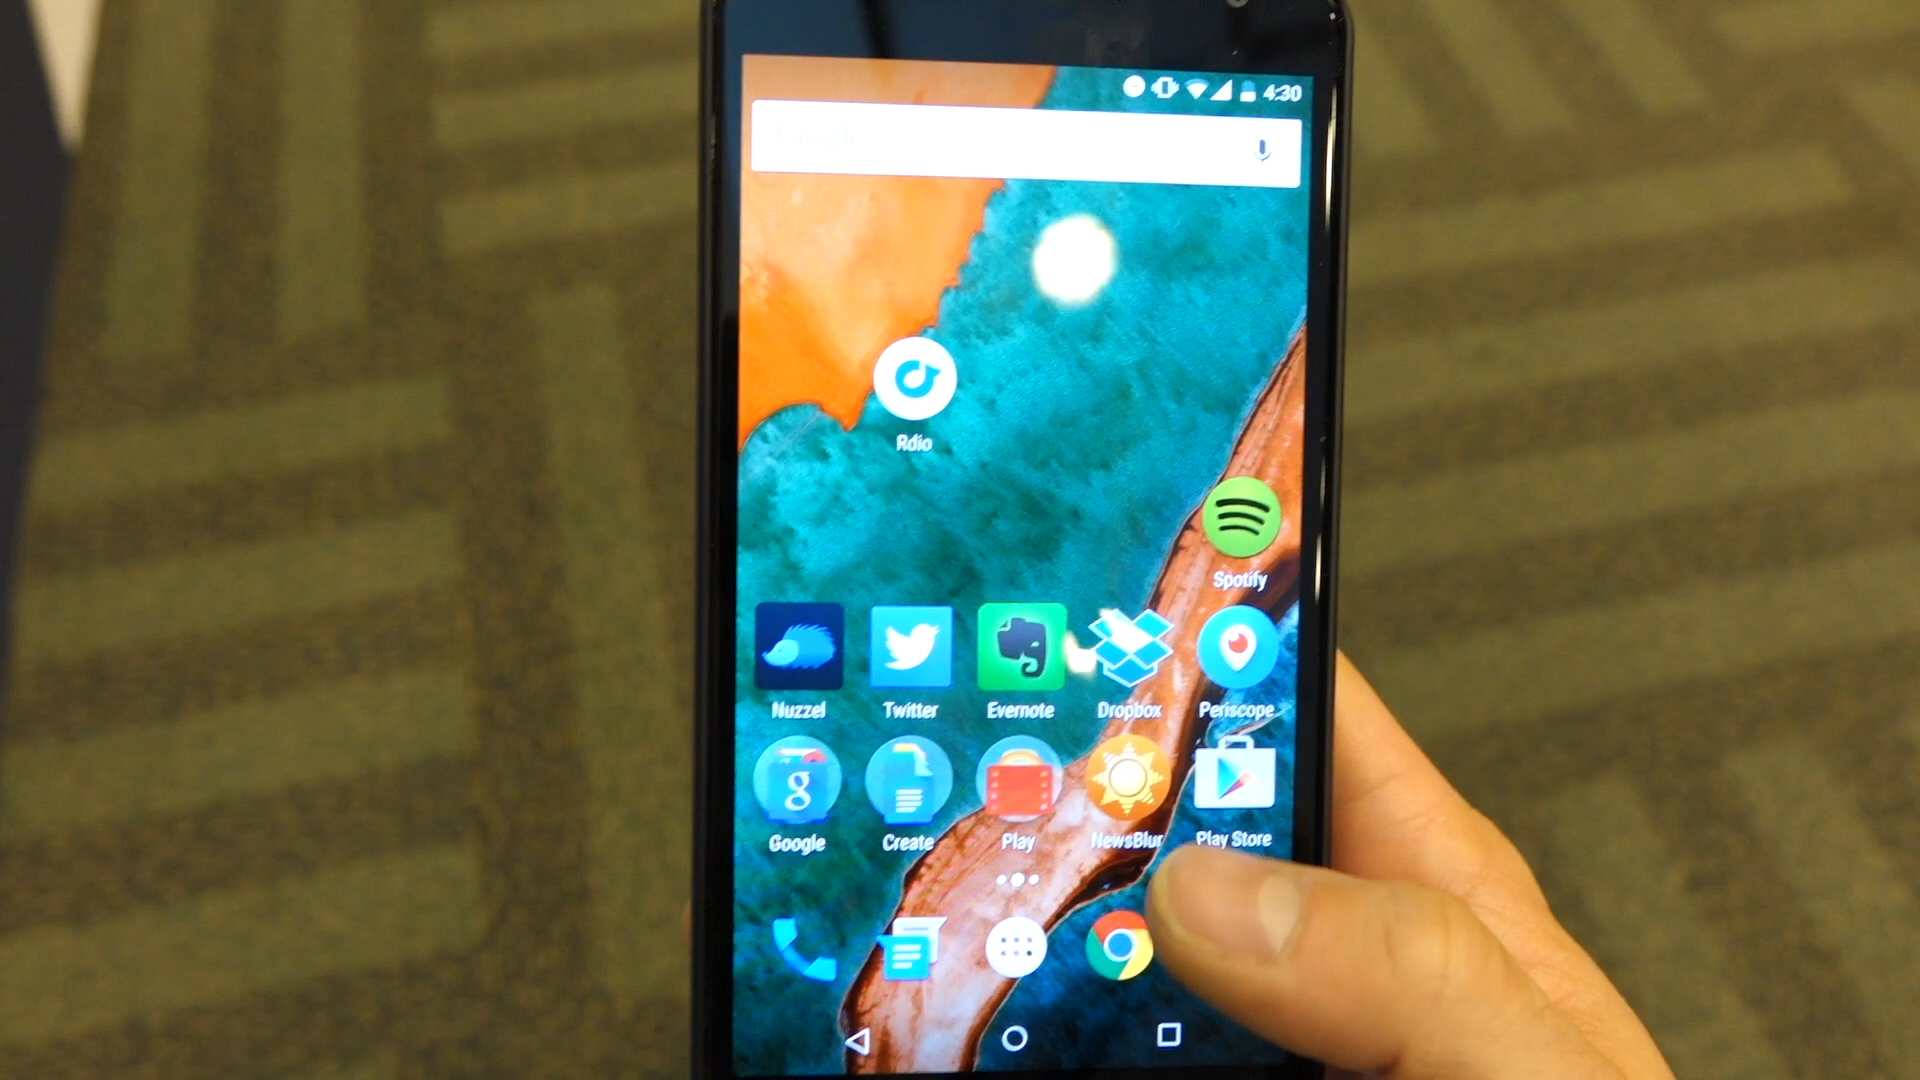 4:30
Rdio
Spotify
Nuzzel Twitter Evernote Dropbox Periscope
g
Google Create Play NewsBlur Play Store